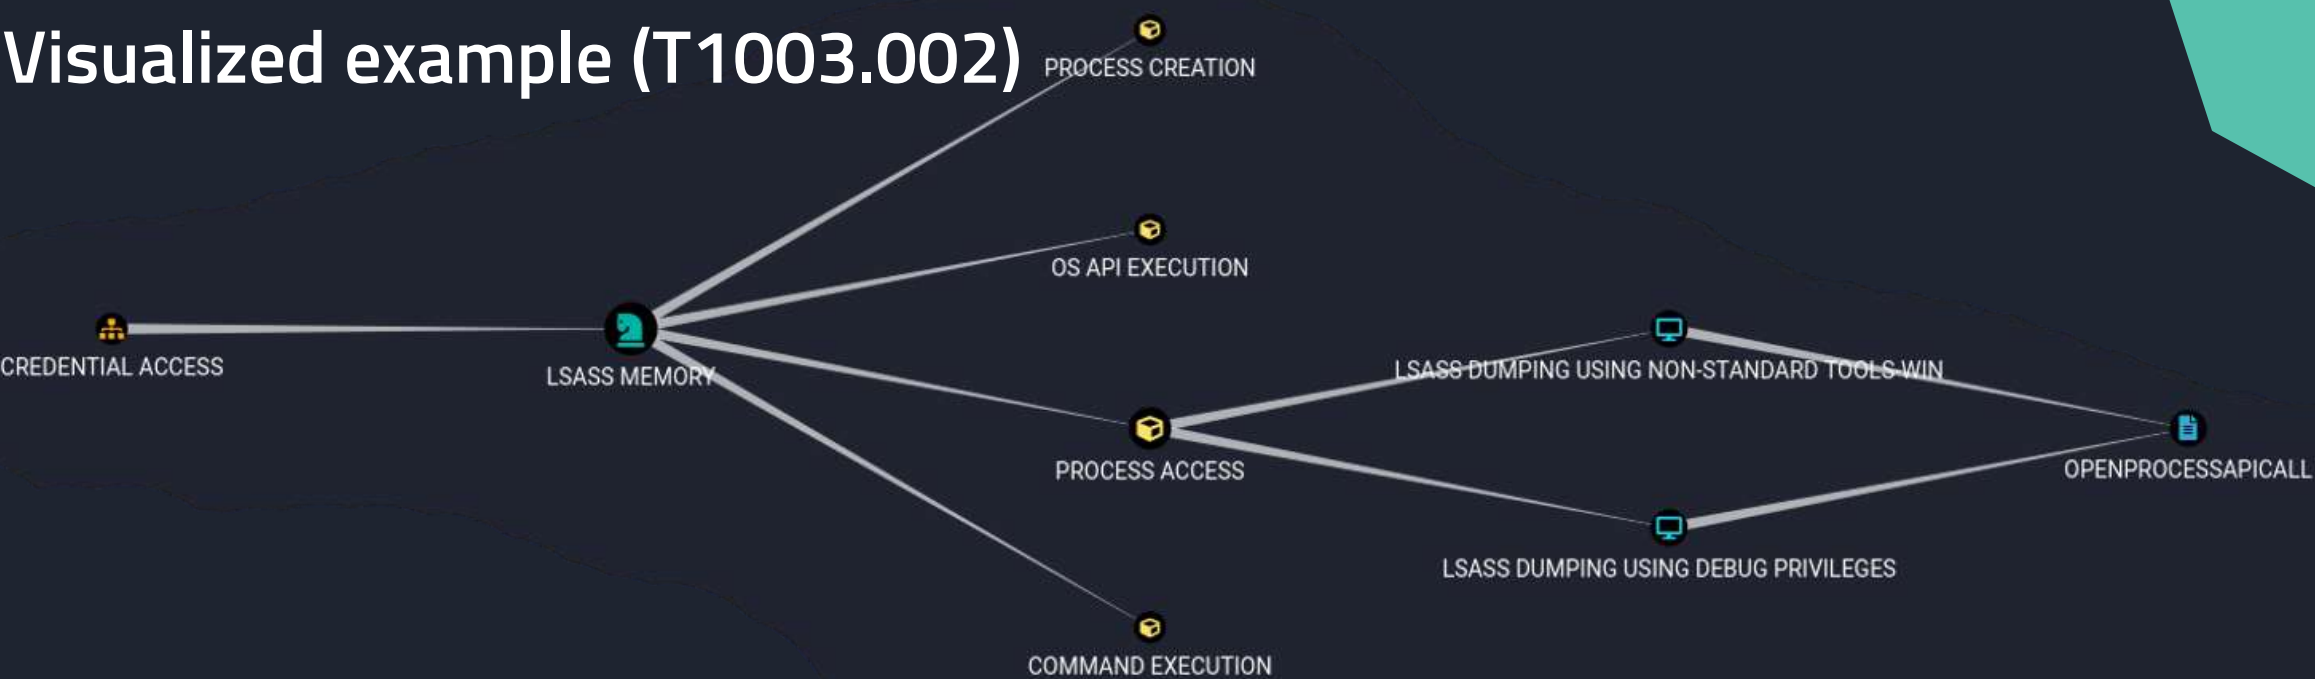 Visualized example (T1003.002)
PROCESS CREATION
OS API EXECUTION
CREDENTIAL ACCESS
LSASS MEMORY
LSASS DUMPING USING NON-STANDARD TOOLS-WIN
PROCESS ACCESS
OPENPROCESSAPICALL
LSASS DUMPING USING DEBUG PRIVILEGES
COMMAND EXECUTION